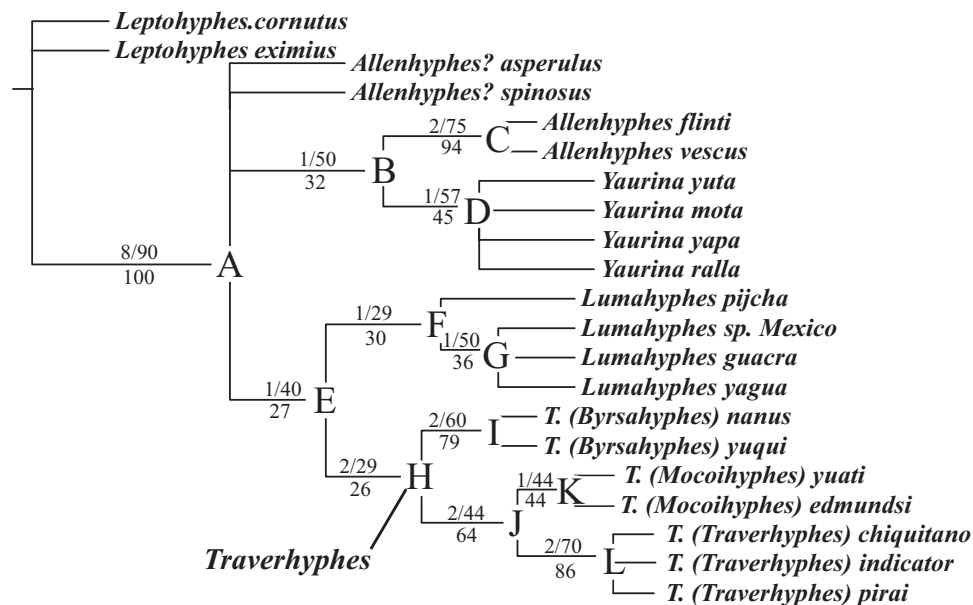 Leptohyphes.cornutus
Leptohyphes eximius
Allenhyphes? asperulus
Allenhyphes? spinosus
2/75
94
C
Allenhyphes flinti
Allenhyphes vescus
1/50
32
B
Yaurina yuta
1/57
45
D
Yaurina mota
Yaurina yapa
Yaurina ralla
8/90
100
A
Lumahyphes pijcha
1/29
30
F
Lumahyphes sp. Mexico
1/50
36
G
Lumahyphes guacra
Lumahyphes yagua
1/40
27
E
T. (Byrsahyphes) nanus
2/60
79
I
T. (Byrsahyphes) yuqui
2/29
26
H
T. (Mocoihyphes) yuati
1/44
44
K
T. (Mocoihyphes) edmundsi
2/44
64
J
T. (Traverhyphes) chiquitano
2/70
86
L
T. (Traverhyphes) indicator
T. (Traverhyphes) pirai
Traverhyphes